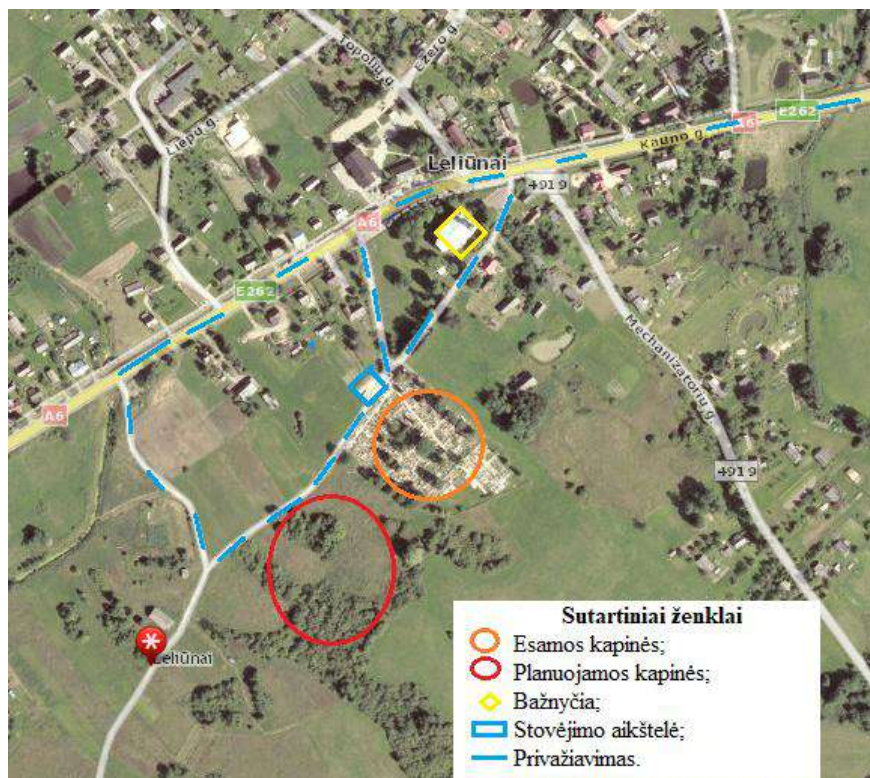 Topolių g.
Ežero g.
Liepų g.
Leliūnai
Kauno g.
A6
E262
4919
A6
E262
Mechanizatorių g.
A6
4919
Leliūnai
Sutartiniai ženklai
Esamos kapinės;
Planuojamos kapinės;
Bažnyčia;
Stovėjimo aikštelė;
Privažiavimas.